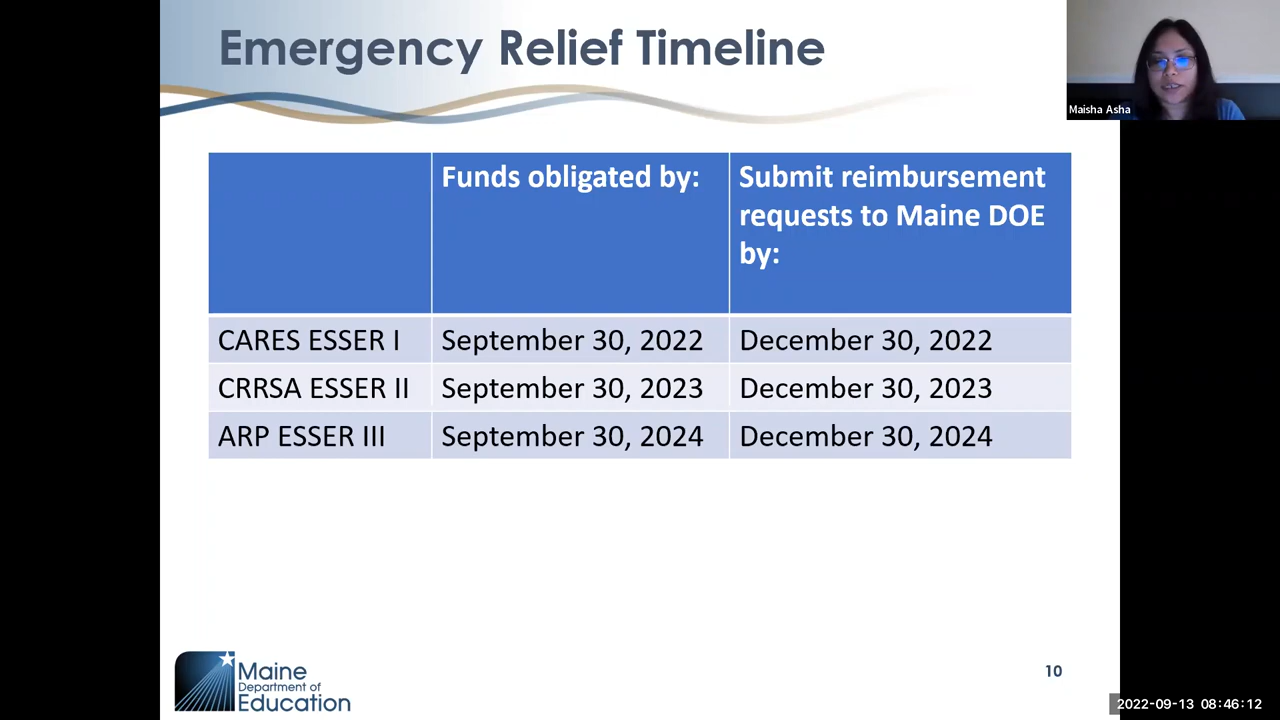 Emergency Relief Timeline
Maisha Asha
Funds obligated by:
Submit reimbursement
requests to Maine DOE
by:
CARES ESSER I
September 30, 2022
December 30, 2022
CRRSA ESSER II
September 30, 2023
December 30, 2023
ARP ESSER III
September 30, 2024
December 30, 2024
Maine
Department of
Education
10
2022-09-13 08:46:12